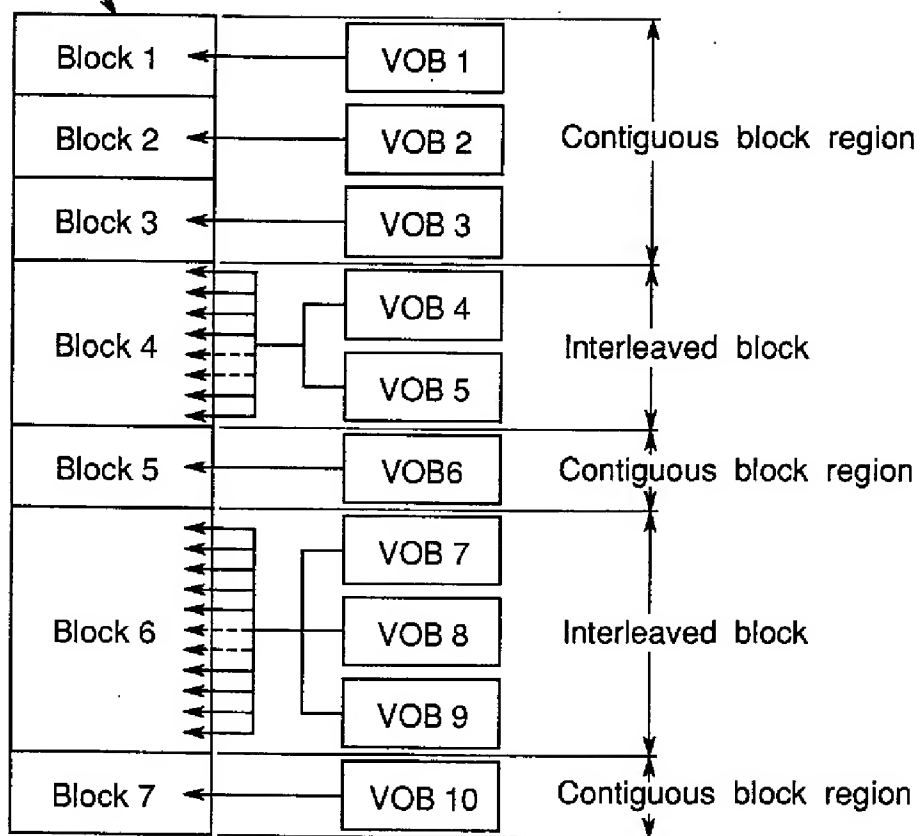 Block 1
VOB 1
Block 2
VOB 2
Contiguous block region
Block 3
VOB 3
VOB 4
Block 4
Interleaved block
VOB 5
Block 5
VOB6
Contiguous block region
VOB 7
Block 6
VOB 8
Interleaved block
VOB 9
Block 7
VOB 10
Contiguous block region